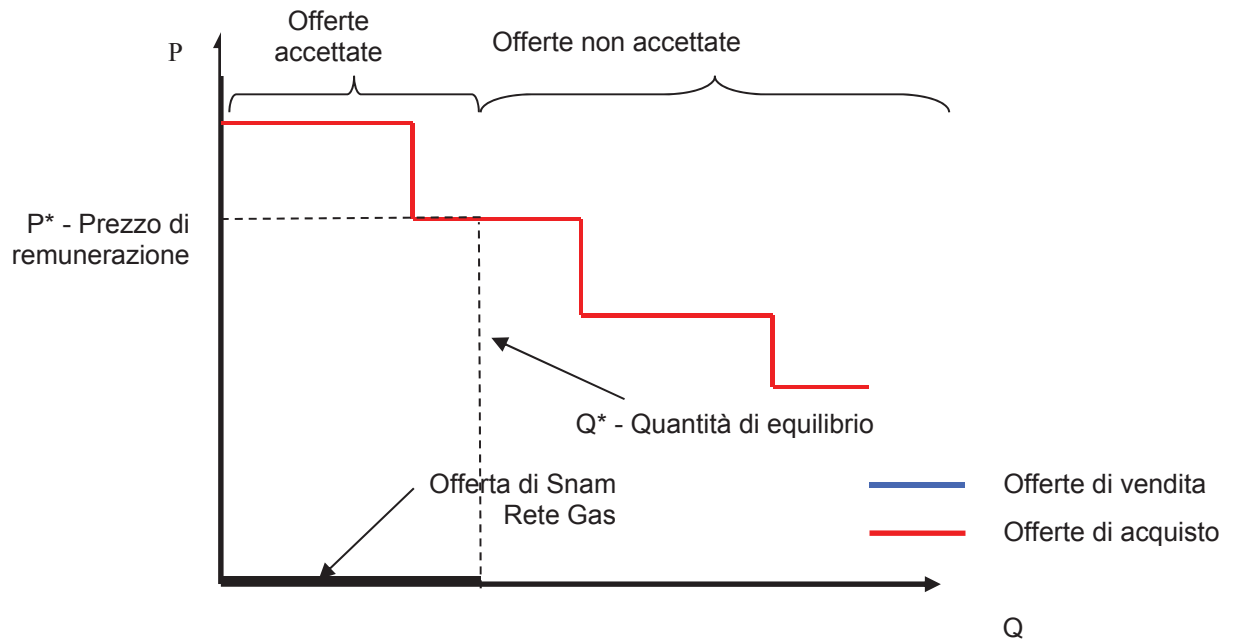 Offerte
accettate
Offerte non accettate
P
P* - Prezzo di
remunerazione
Q* - Quantità di equilibrio
Offerta di Snam
Rete Gas
Offerte di vendita
Offerte di acquisto
Q